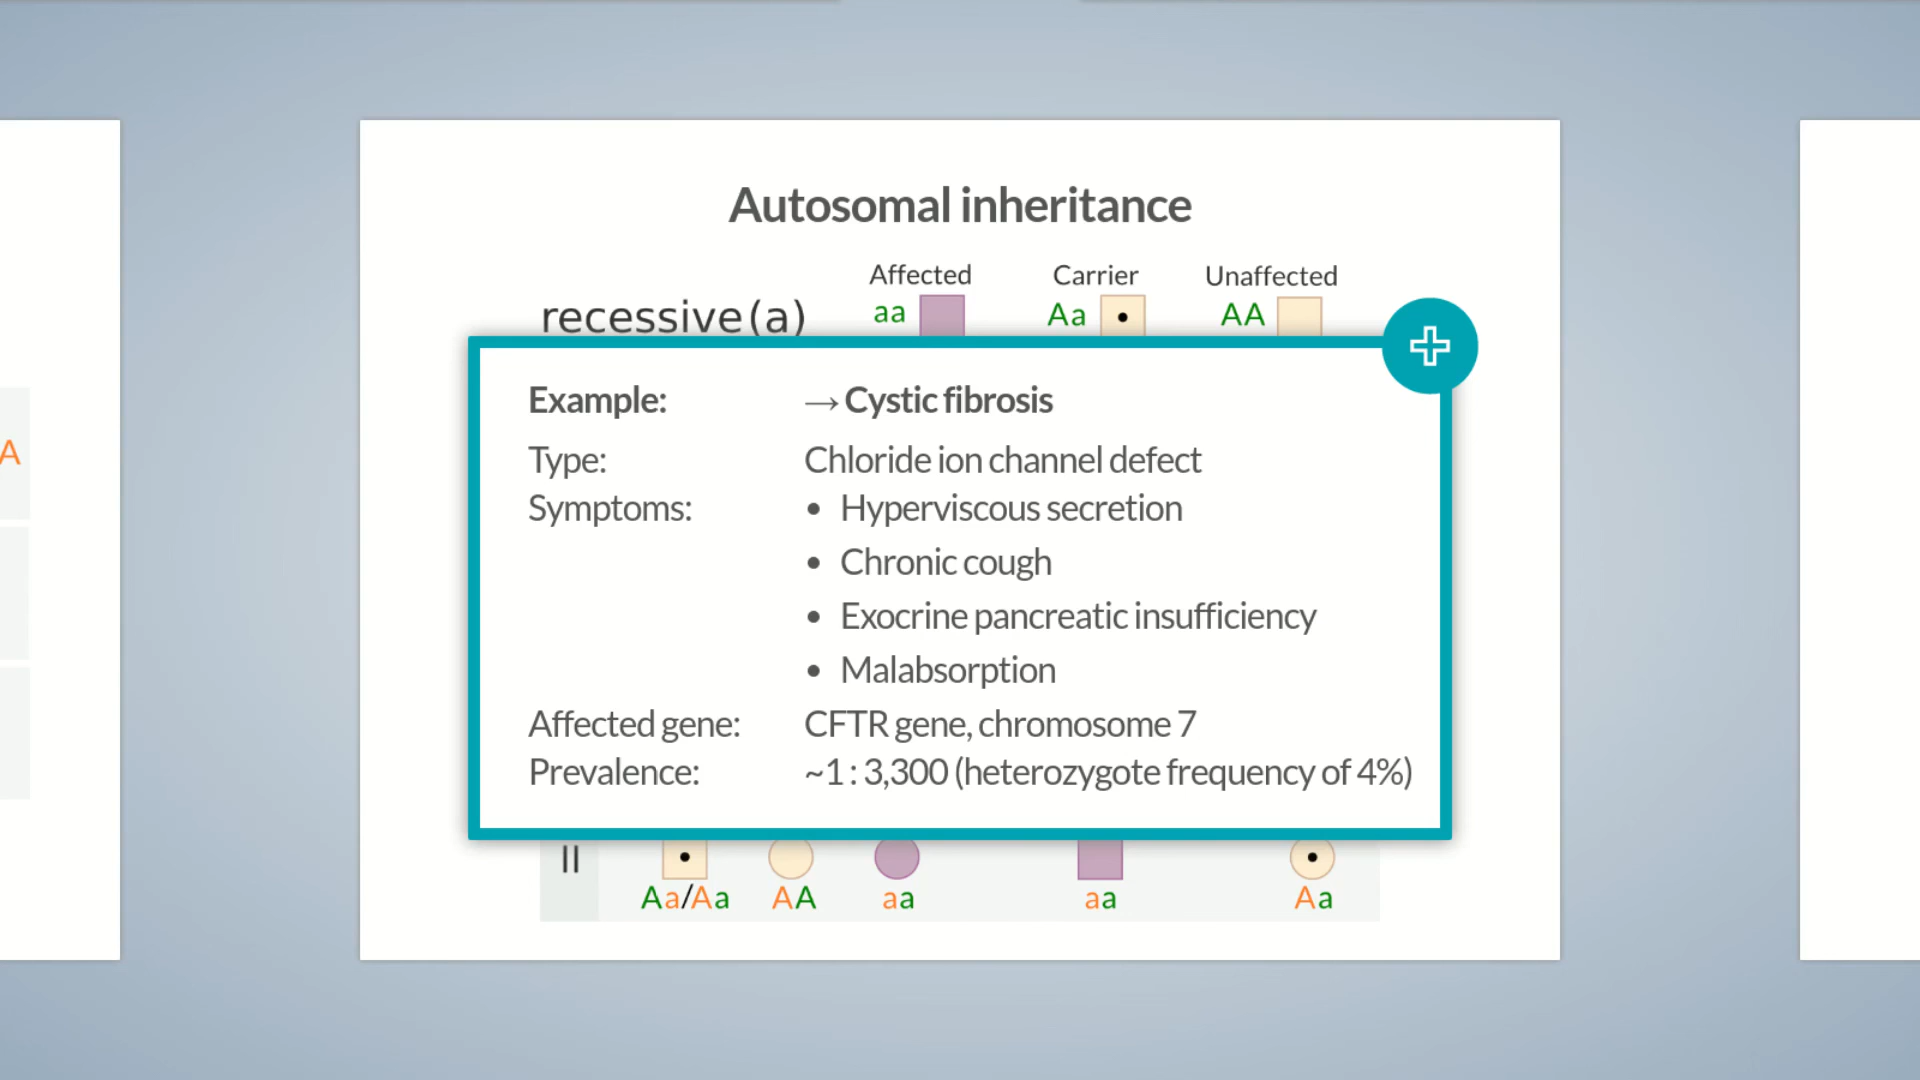 Autosomal inheritance
Affected Carrier Unaffected
recessive (a) aa Aa AA
Example: → Cystic fibrosis
Type: Chloride ion channel defect
Symptoms: • Hyperviscous secretion
• Chronic cough
• Exocrine pancreatic insufficiency
• Malabsorption
Affected gene: CFTR gene, chromosome 7
Prevalence: ~1 : 3,300 (heterozygote frequency of 4%)
II
Aa/Aa AA aa aa Aa
A